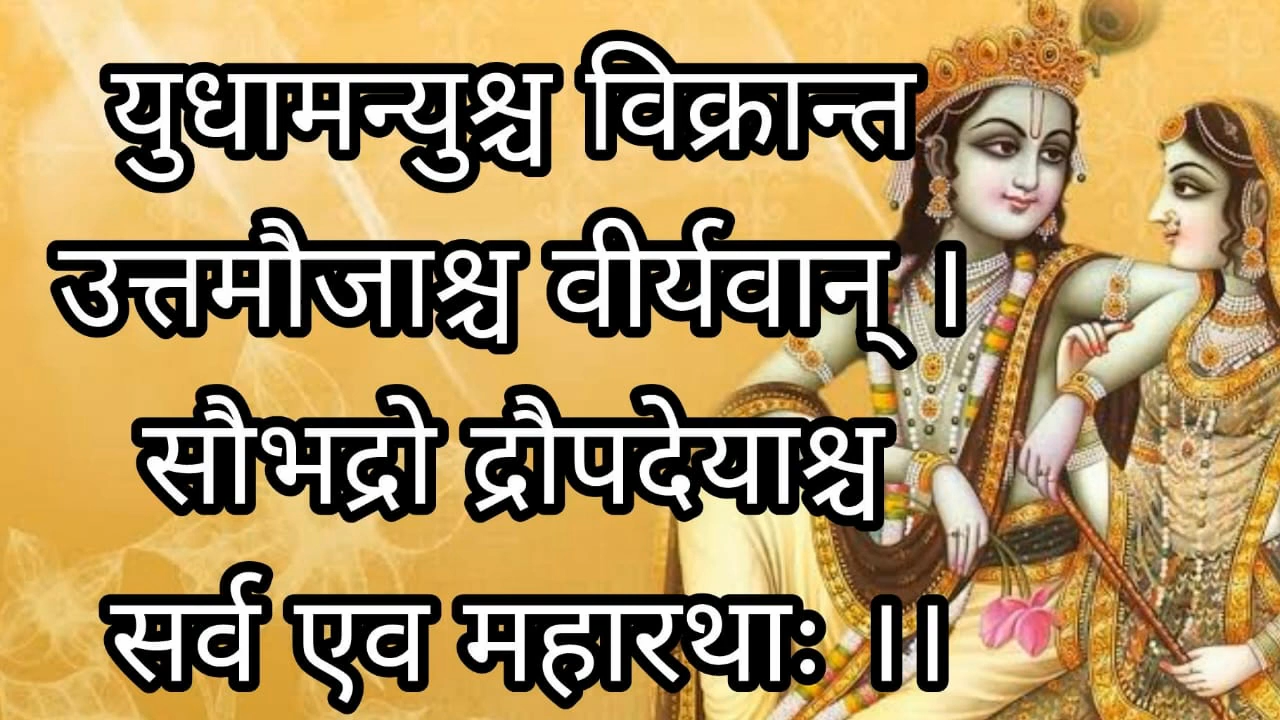 युधामन्युश्च विक्रान्त
उत्तमौजाश्च वीर्यवान् ।
सौभद्रो द्रौपदेयाश्च
सर्व एव महारथाः ।।